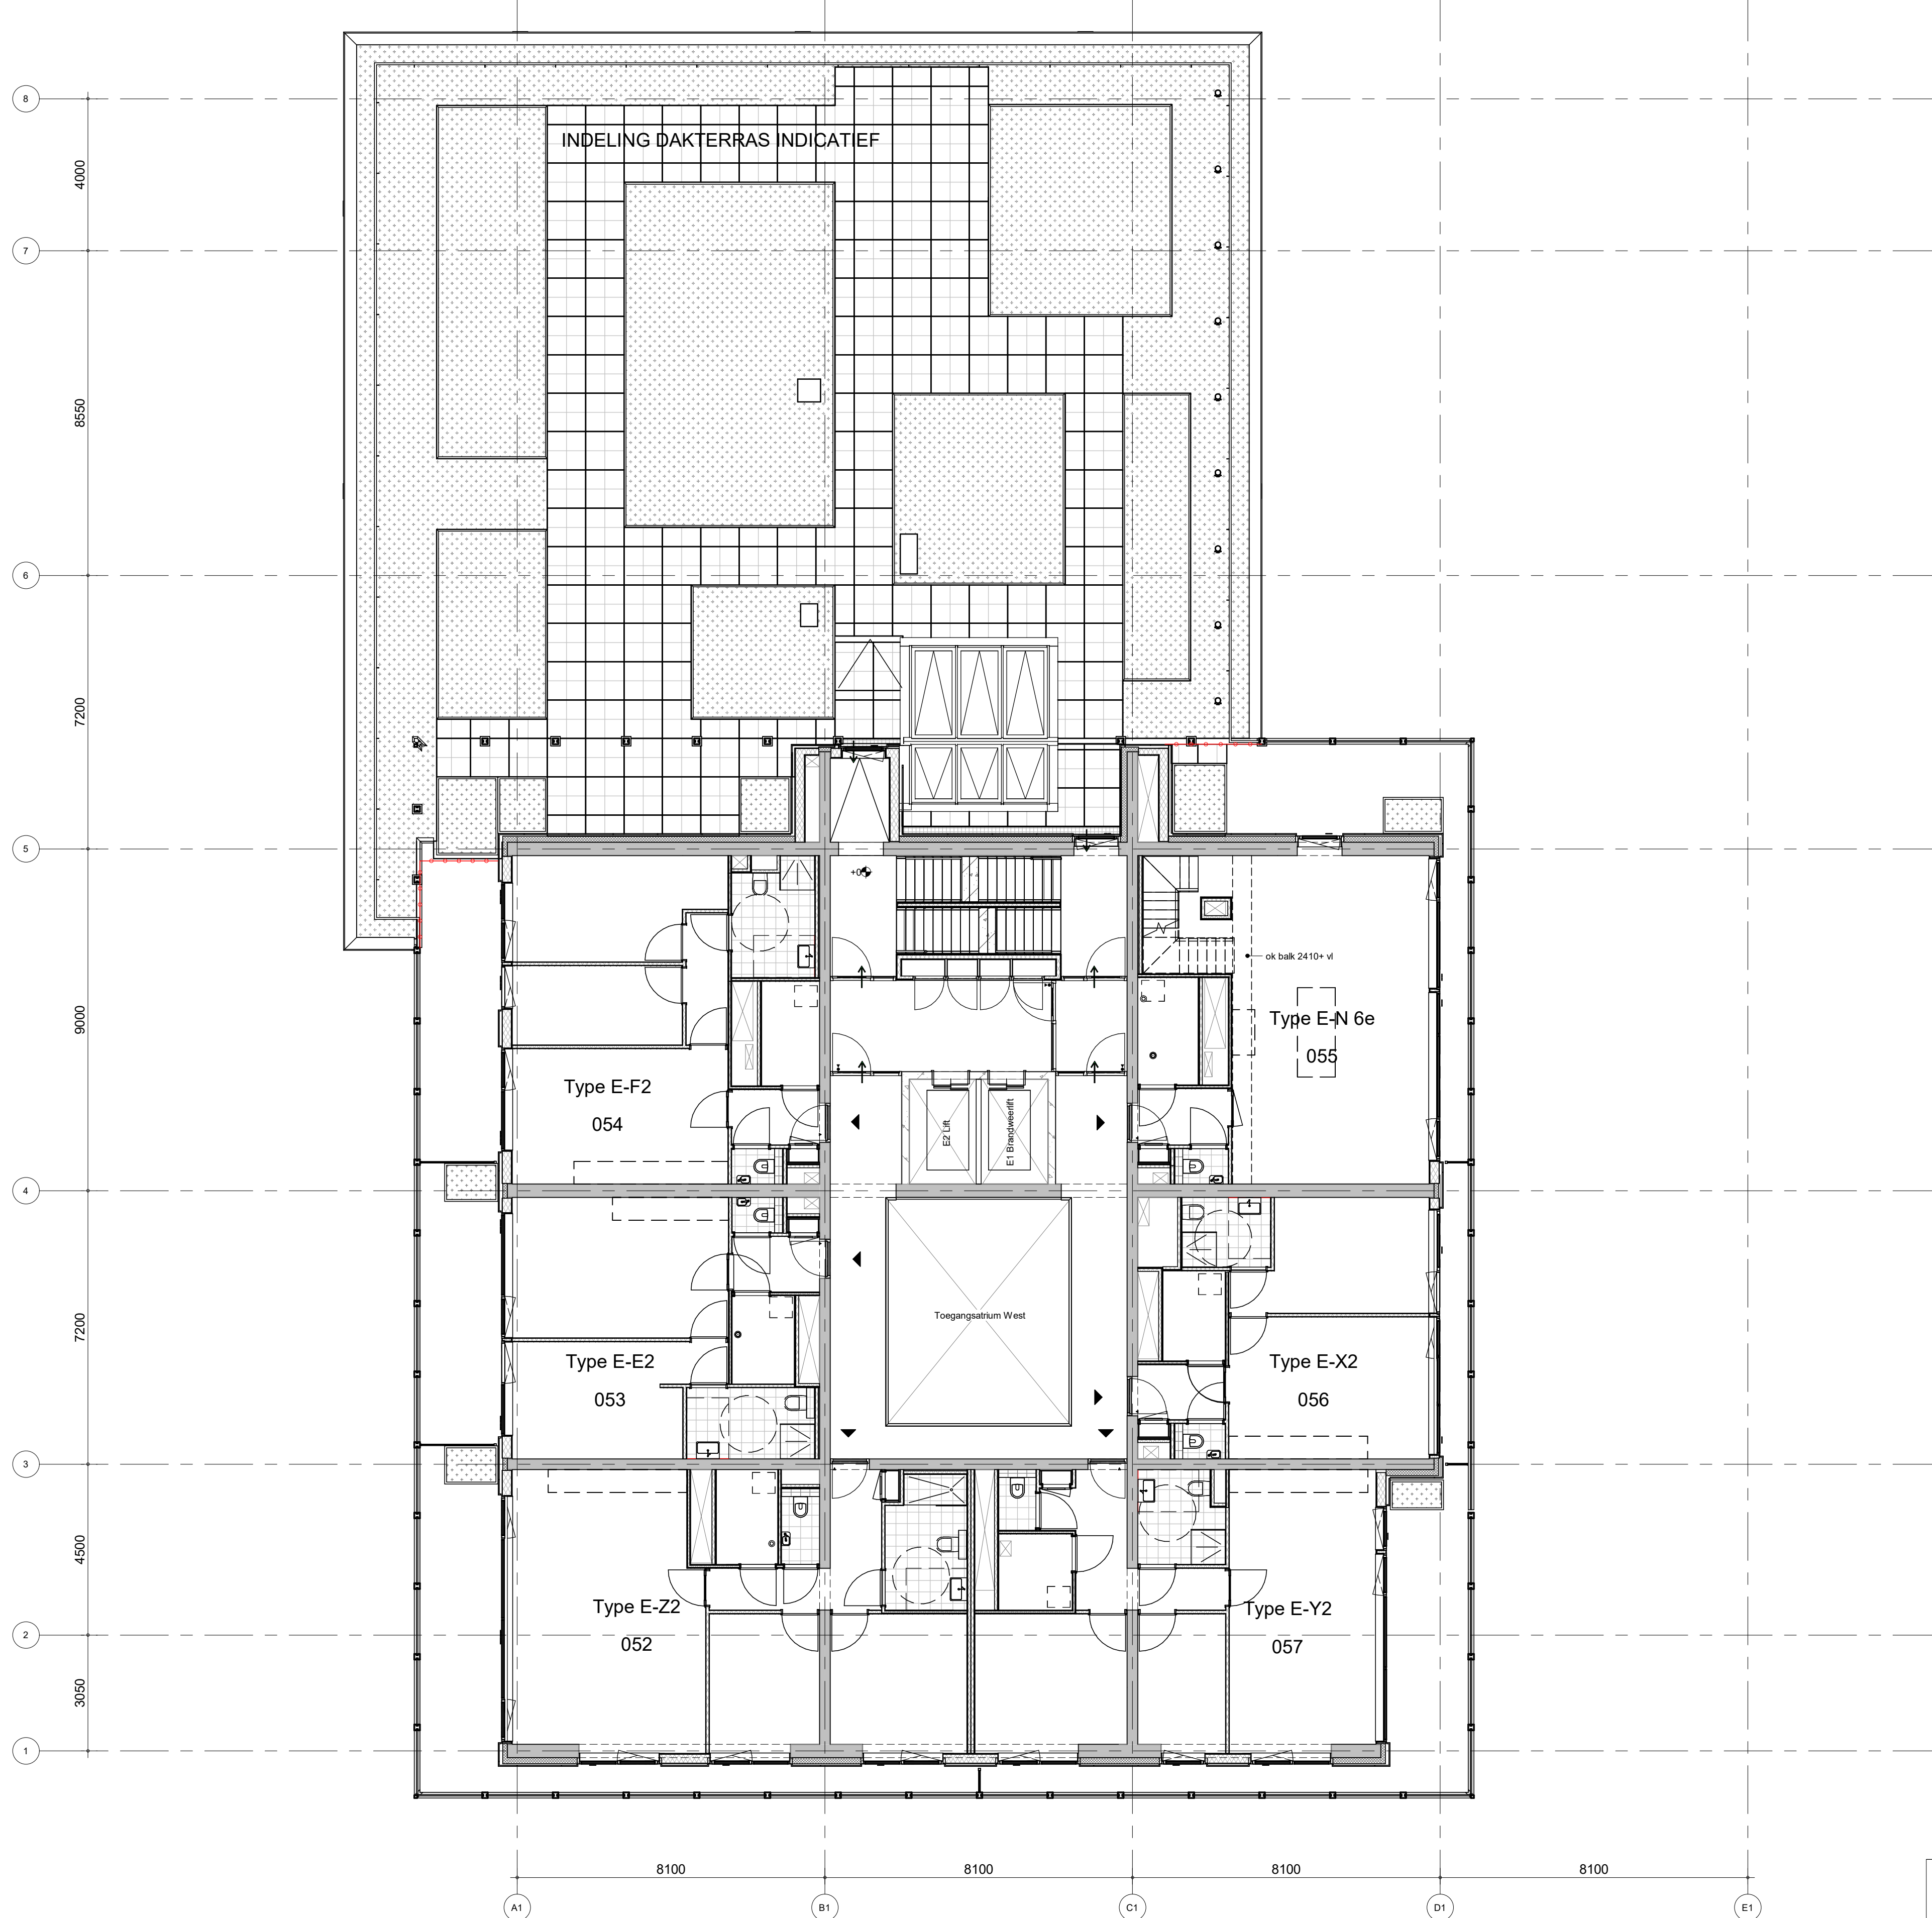 8
4000
INDELING DAKTERRAS INDICATIEF
7
8550
6
7200
5
+0
ok balk 2410+ vl
9000
Type E-N 6e
055
Type E-F2
054
E2 Lift
E1 Brandweerlift
4
7200
Toegangsatrium West
Type E-E2
053
Type E-X2
056
3
4500
Type E-Z2
052
Type E-Y2
057
2
3050
1
8100
8100
8100
8100
A1
B1
C1
D1
E1